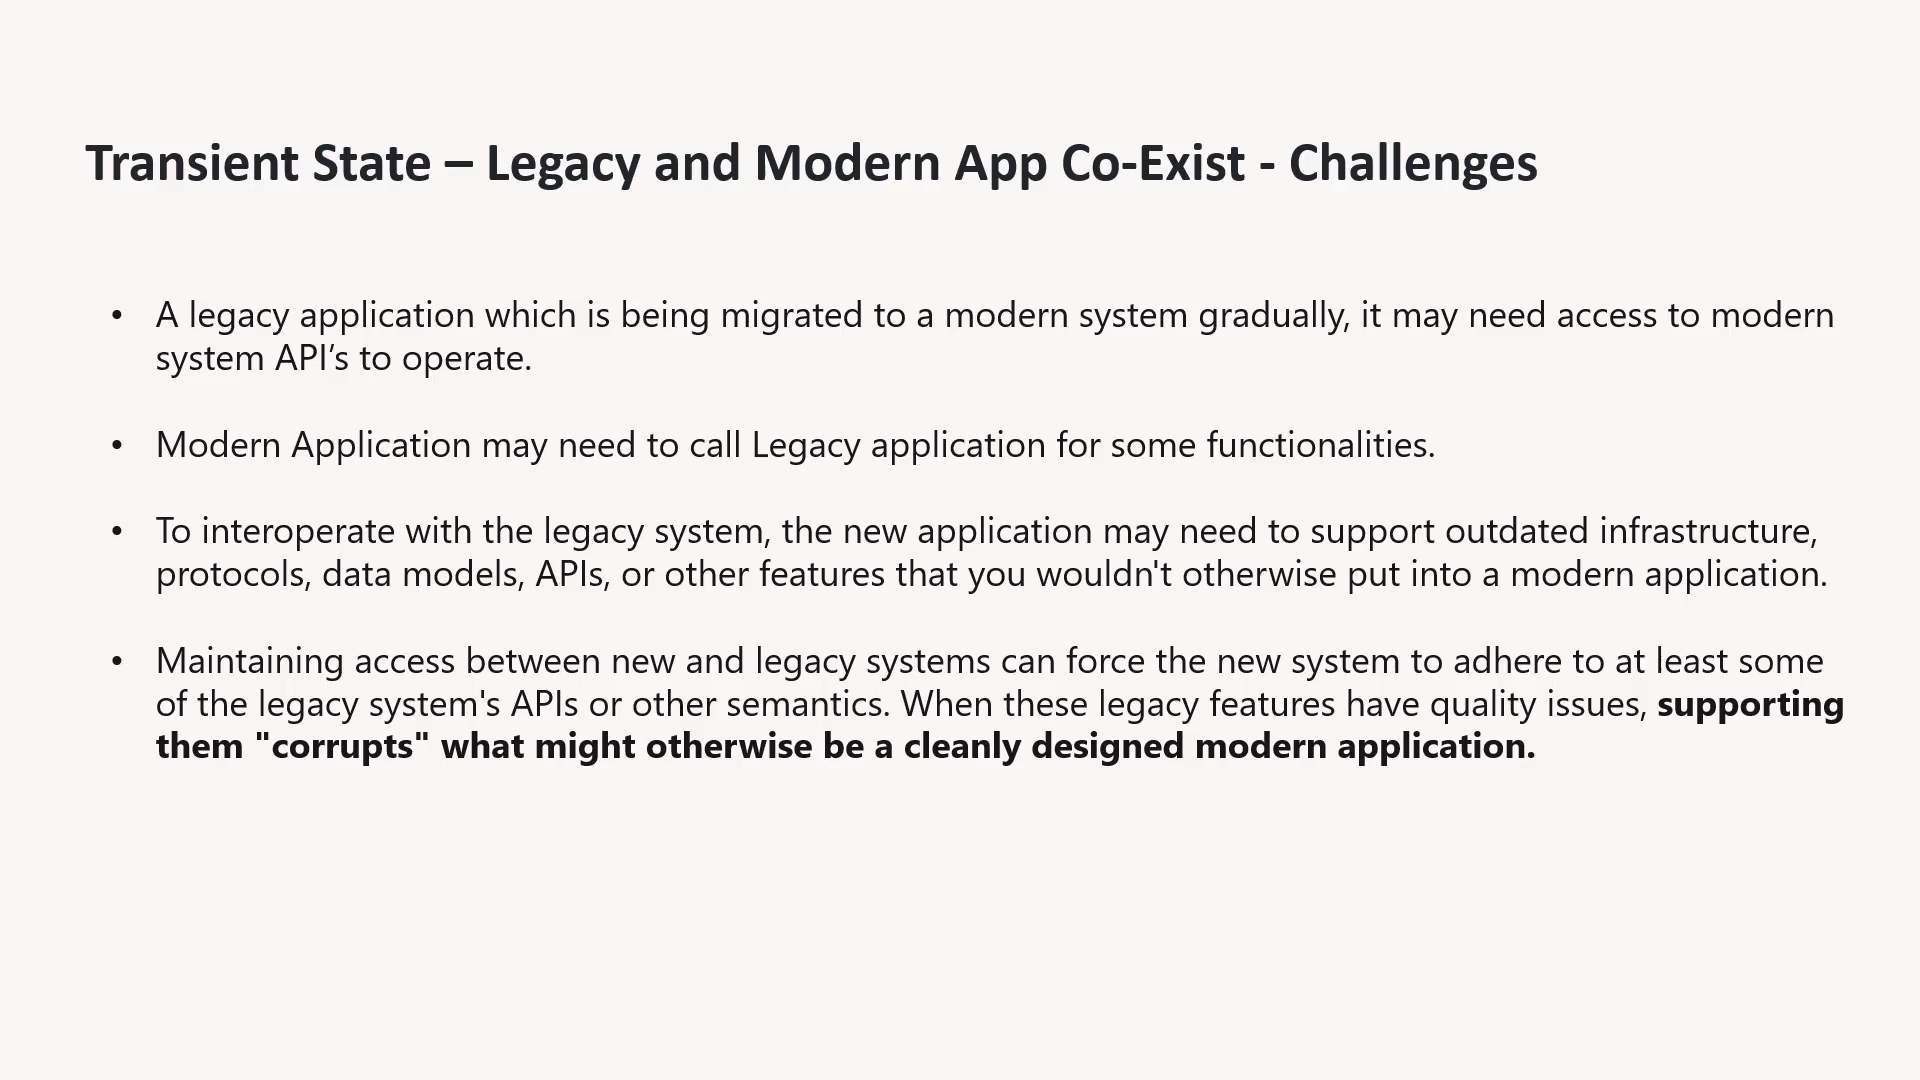 Transient State – Legacy and Modern App Co-Exist - Challenges
• A legacy application which is being migrated to a modern system gradually, it may need access to modern
system API’s to operate.
• Modern Application may need to call Legacy application for some functionalities.
• To interoperate with the legacy system, the new application may need to support outdated infrastructure,
protocols, data models, APIs, or other features that you wouldn't otherwise put into a modern application.
• Maintaining access between new and legacy systems can force the new system to adhere to at least some
of the legacy system's APIs or other semantics. When these legacy features have quality issues, supporting
them "corrupts" what might otherwise be a cleanly designed modern application.